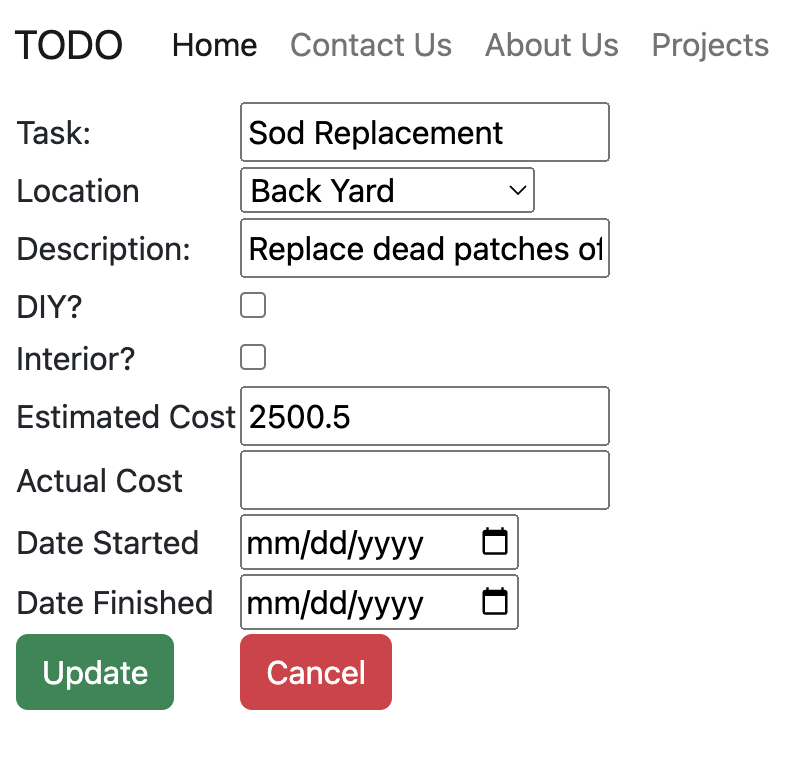 TODO Home Contact Us About Us Projects
Task: Sod Replacement
Location Back Yard
Description: Replace dead patches of
DIY?
Interior?
Estimated Cost 2500.5
Actual Cost
Date Started mm/dd/yyyy
Date Finished mm/dd/yyyy
Update Cancel